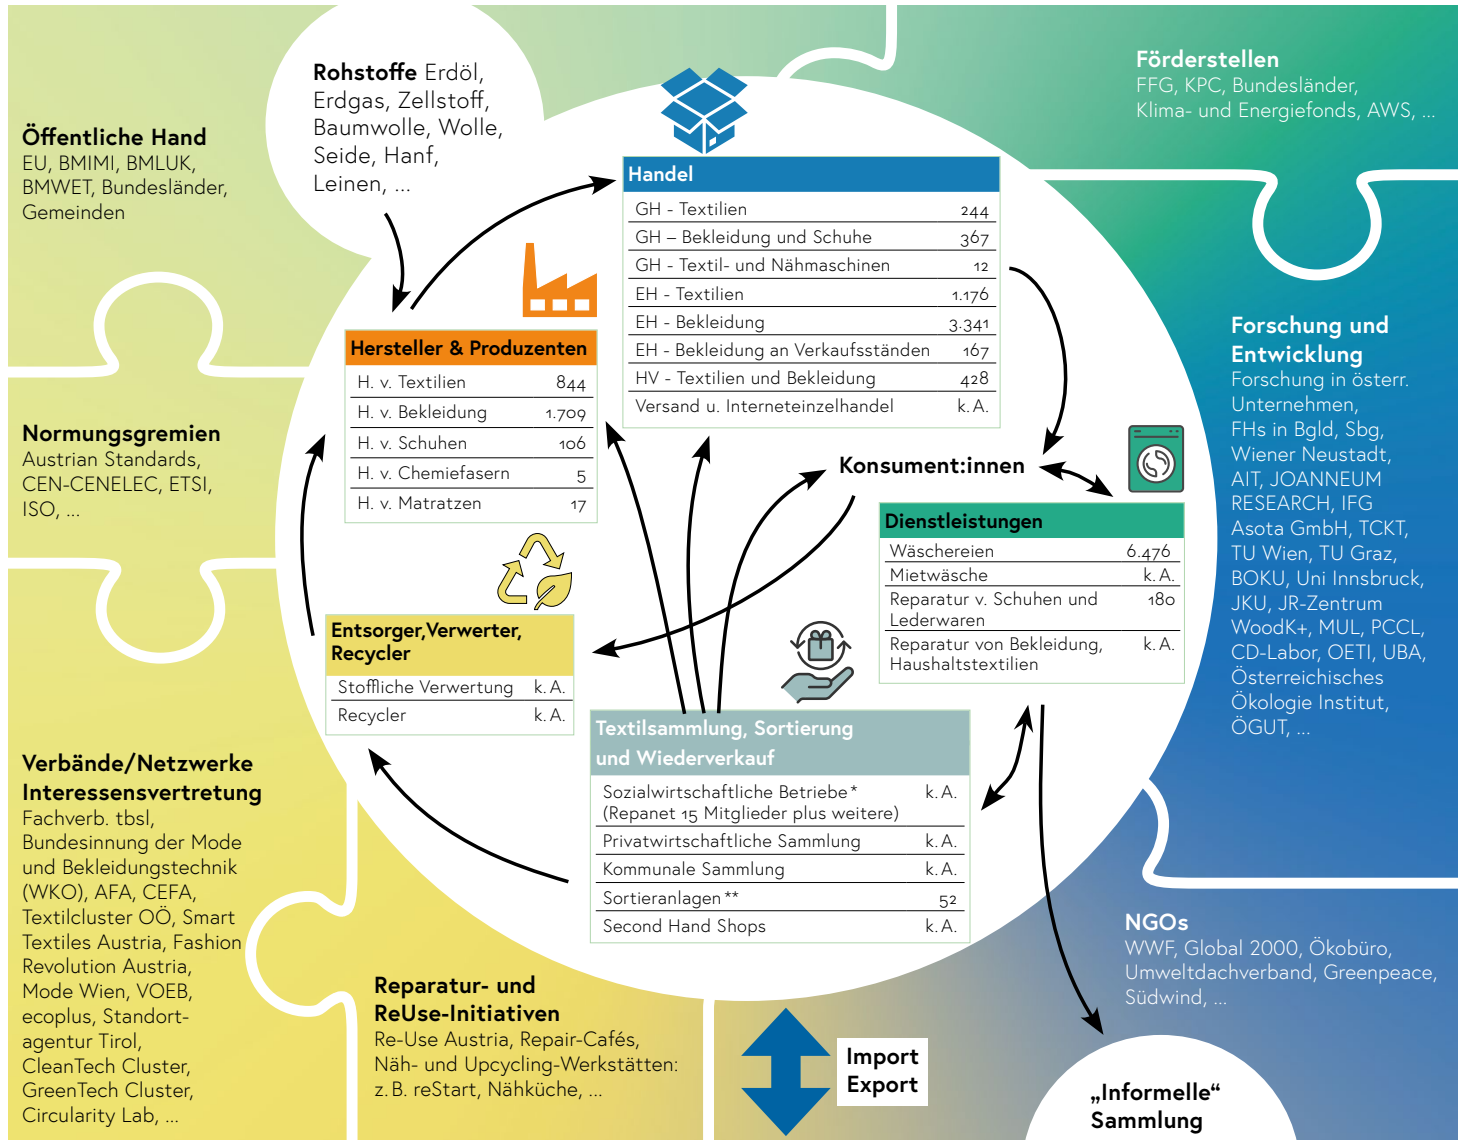 Öffentliche Hand
EU, BMIMI, BMLUK,
BMWET, Bundesländer,
Gemeinden
Rohstoffe Erdöl,
Erdgas, Zellstoff,
Baumwolle, Wolle,
Seide, Hanf,
Leinen, ...
Förderstellen
FFG, KPC, Bundesländer,
Klima- und Energiefonds, AWS, ...
Handel
GH - Textilien 244
GH – Bekleidung und Schuhe 367
GH - Textil- und Nähmaschinen 12
EH - Textilien 1.176
EH - Bekleidung 3.341
EH - Bekleidung an Verkaufsständen 167
HV - Textilien und Bekleidung 428
Versand u. Interneteinzelhandel k. A.
Hersteller & Produzenten
H. v. Textilien 844
H. v. Bekleidung 1.709
H. v. Schuhen 106
H. v. Chemiefasern 5
H. v. Matratzen 17
Normungsgremien
Austrian Standards,
CEN-CENELEC, ETSI,
ISO, ...
Forschung und
Entwicklung
Forschung in österr.
Unternehmen,
FHs in Bgld, Sbg,
Wiener Neustadt,
AIT, JOANNEUM
RESEARCH, IFG
Asota GmbH, TCKT,
TU Wien, TU Graz,
BOKU, Uni Innsbruck,
JKU, JR-Zentrum
WoodK+, MUL, PCCL,
CD-Labor, OETI, UBA,
Österreichisches
Ökologie Institut,
ÖGUT, ...
Konsument:innen
Dienstleistungen
Wäschereien 6.476
Mietwäsche k. A.
Reparatur v. Schuhen und 180
Lederwaren
Reparatur von Bekleidung, k. A.
Haushaltstextilien
Entsorger,Verwerter,
Recycler
Stoffliche Verwertung k. A.
Recycler k. A.
Textilsammlung, Sortierung
und Wiederverkauf
Sozialwirtschaftliche Betriebe * k. A.
(Repanet 15 Mitglieder plus weitere)
Privatwirtschaftliche Sammlung k. A.
Kommunale Sammlung k. A.
Sortieranlagen ** 52
Second Hand Shops k. A.
Verbände/Netzwerke
Interessensvertretung
Fachverb. tbsl,
Bundesinnung der Mode
und Bekleidungstechnik
(WKO), AFA, CEFA,
Textilcluster OÖ, Smart
Textiles Austria, Fashion
Revolution Austria,
Mode Wien, VOEB,
ecoplus, Standort-
agentur Tirol,
CleanTech Cluster,
GreenTech Cluster,
Circularity Lab, ...
Reparatur- und
ReUse-Initiativen
Re-Use Austria, Repair-Cafés,
Näh- und Upcycling-Werkstätten:
z. B. reStart, Nähküche, ...
Import
Export
NGOs
WWF, Global 2000, Ökobüro,
Umweltdachverband, Greenpeace,
Südwind, ...
„Informelle“
Sammlung